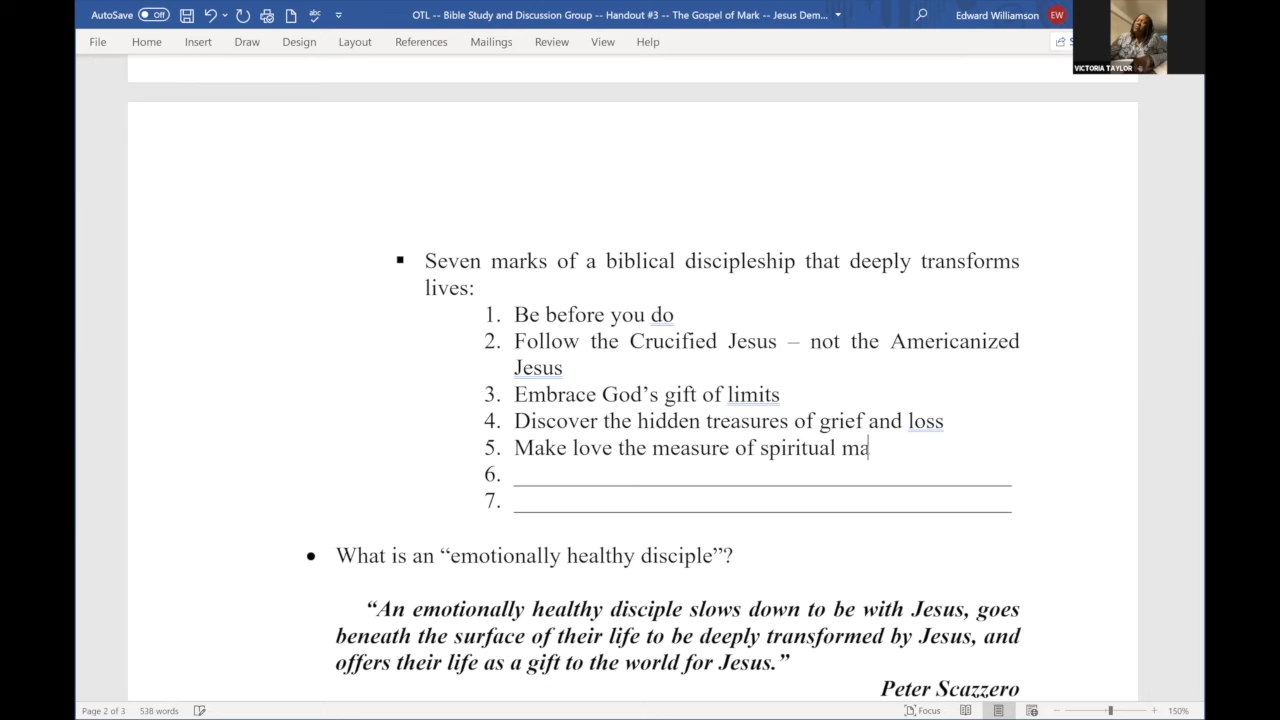 AutoSave Off OTL -- Bible Study and Discussion Group -- Handout #3 -- The Gospel of Mark -- Jesus Dem... Edward Williamson EW
File Home Insert Draw Design Layout References Mailings Review View Help
VICTORIA TAYLOR
Seven marks of a biblical discipleship that deeply transforms
lives:
1. Be before you do
2. Follow the Crucified Jesus – not the Americanized
Jesus
3. Embrace God’s gift of limits
4. Discover the hidden treasures of grief and loss
5. Make love the measure of spiritual ma
6.
7.
What is an “emotionally healthy disciple”?
“An emotionally healthy disciple slows down to be with Jesus, goes
beneath the surface of their life to be deeply transformed by Jesus, and
offers their life as a gift to the world for Jesus.”
Peter Scazzero
Page 2 of 3 538 words Focus 150%